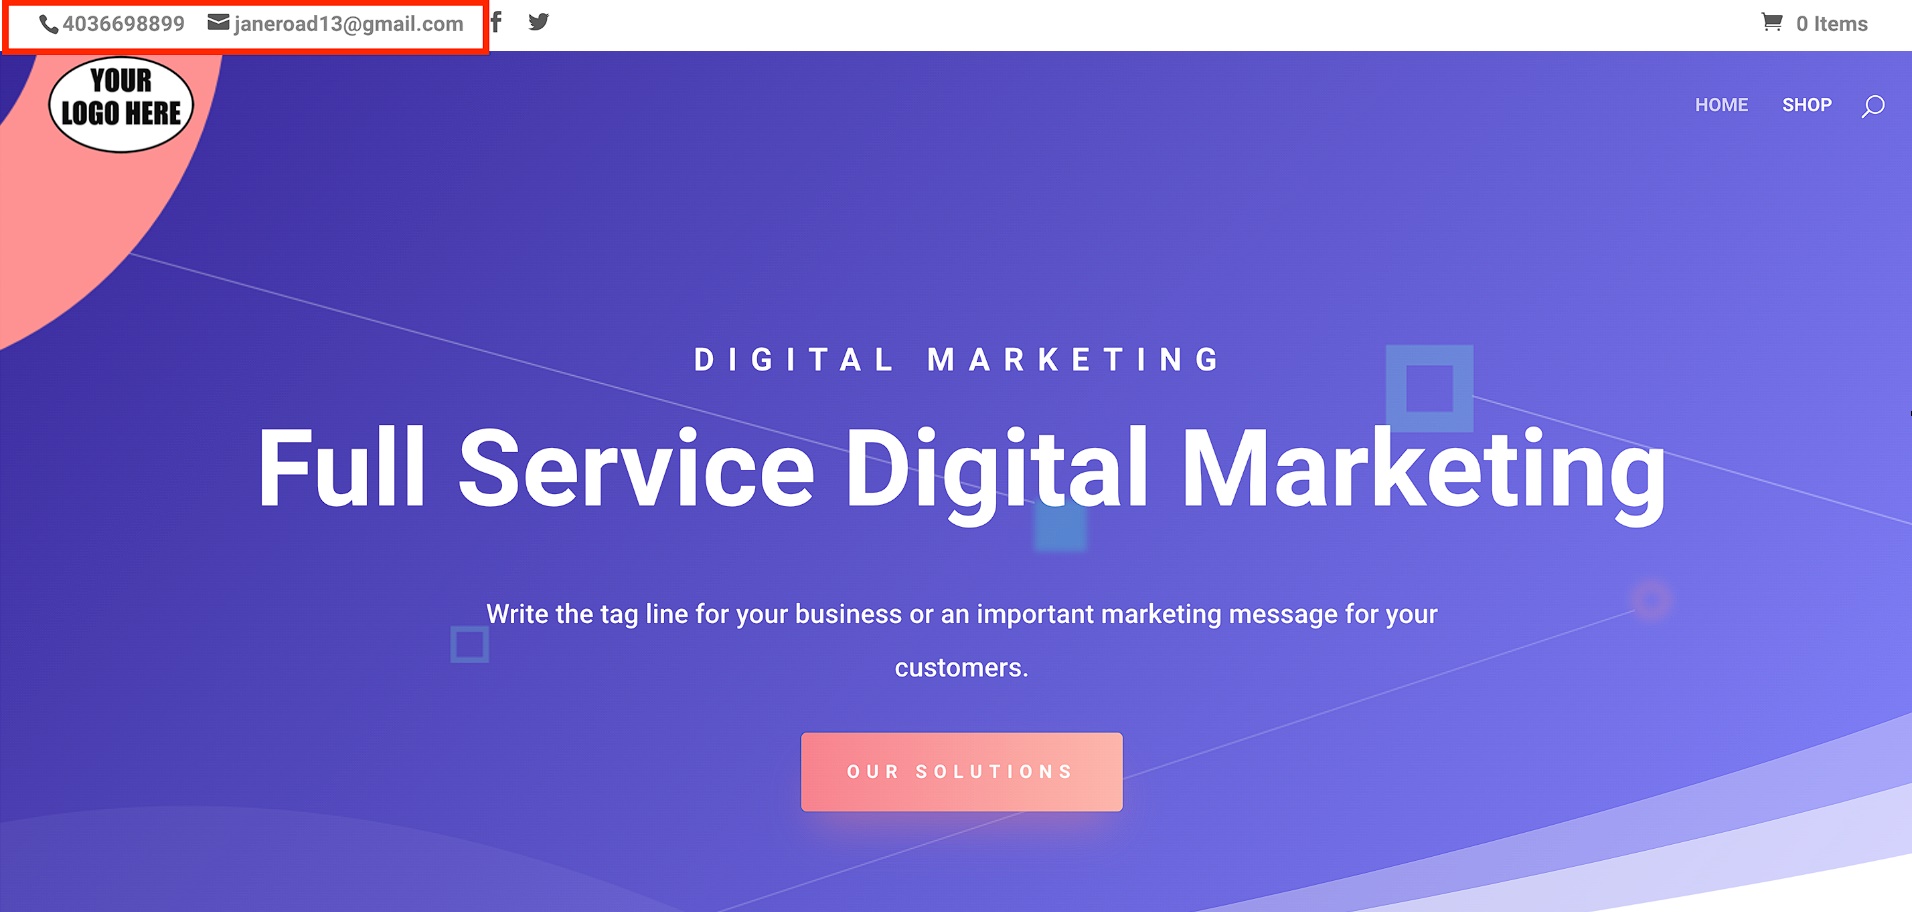 4036698899 janeroad13@gmail.com
0 Items
YOUR
LOGO HERE
HOME SHOP
DIGITAL MARKETING
Full Service Digital Marketing
Write the tag line for your business or an important marketing message for your
customers.
OUR SOLUTIONS